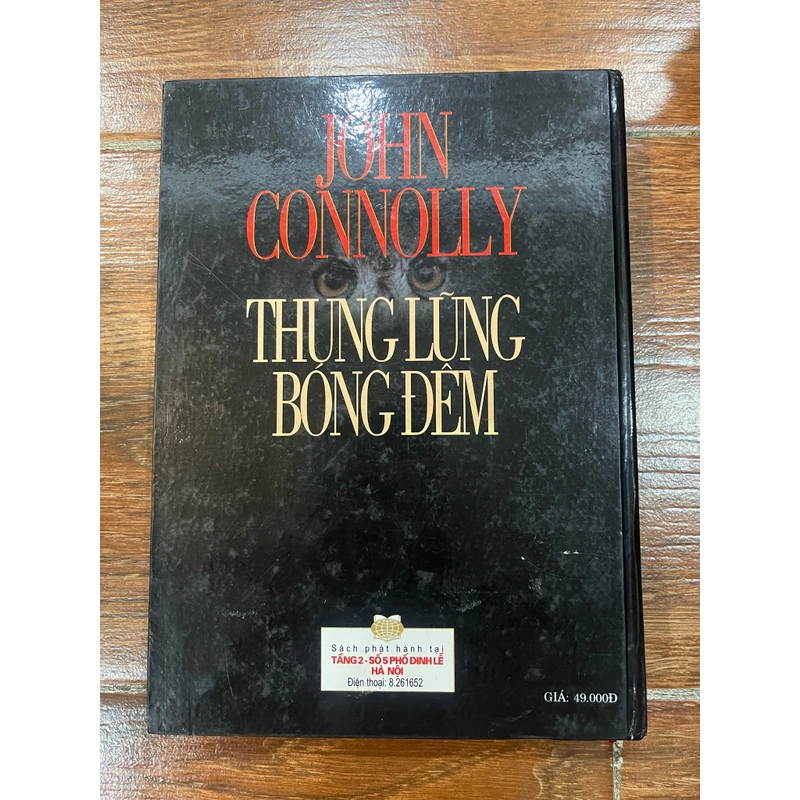 JOHN
CONNOLLY
THUNG LŨNG
BÓNG ĐÊM
Sách phát hành tại
TẦNG 2 - SỐ 5 PHỐ ĐINH LỄ
HÀ NỘI
Điện thoại: 8.261652
GIÁ: 49.000Đ